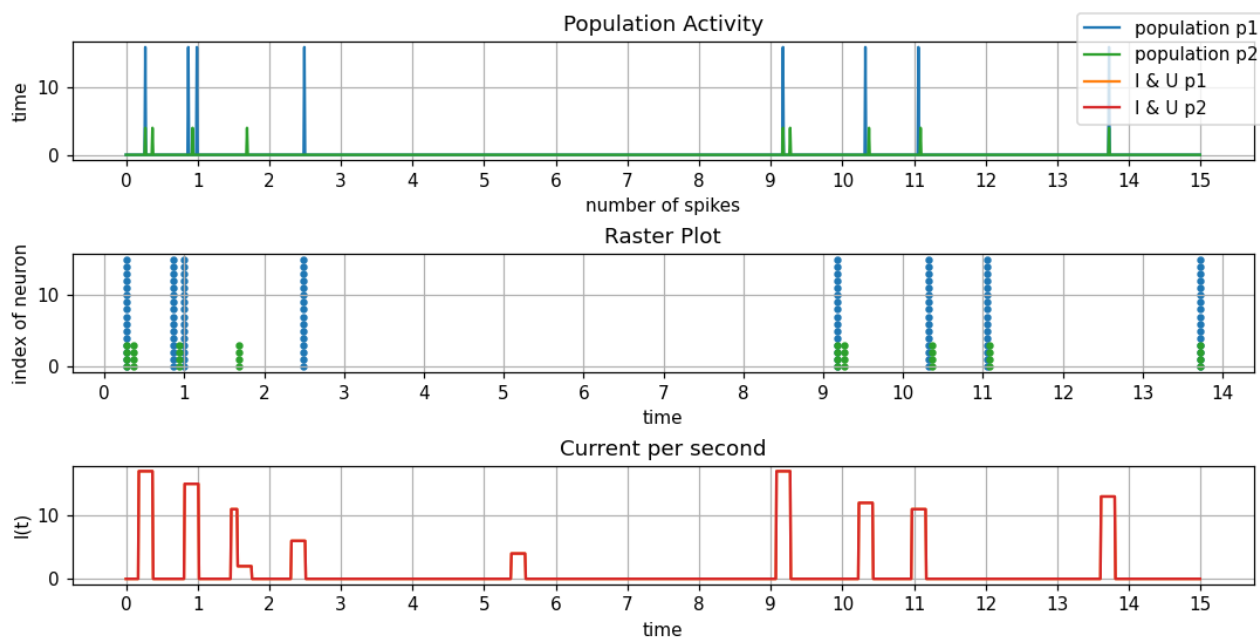 Population Activity
population p1
population p2
I & U p1
I & U p2
time
10
0
0 1 2 3 4 5 6 7 8 9 10 11 12 13 14 15
number of spikes
Raster Plot
index of neuron
10
0
0 1 2 3 4 5 6 7 8 9 10 11 12 13 14
time
Current per second
I(t)
10
0
0 1 2 3 4 5 6 7 8 9 10 11 12 13 14 15
time